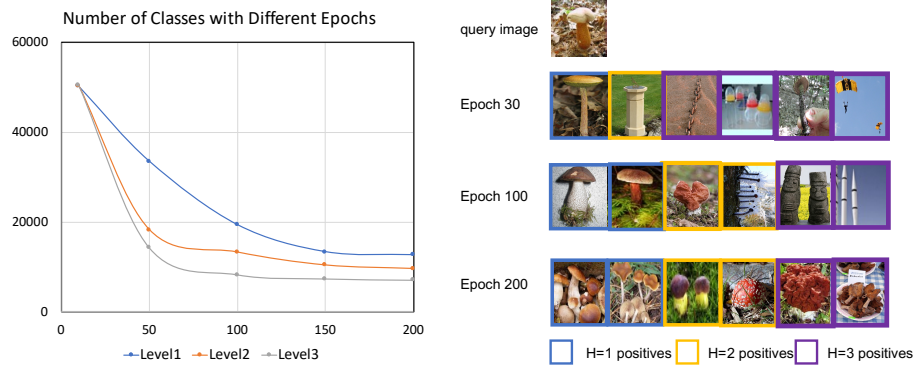 Number of Classes with Different Epochs
60000
40000
20000
0
0 50 100 150 200
Level1 Level2 Level3
query image
Epoch 30
Epoch 100
Epoch 200
H=1 positives H=2 positives H=3 positives